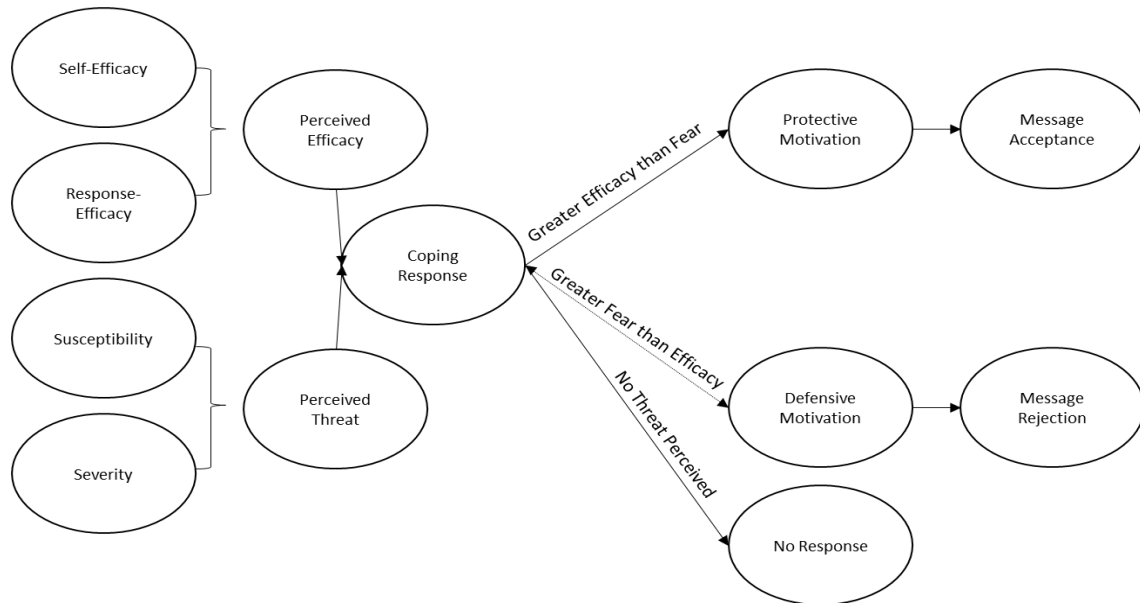 Self-Efficacy
Response-
Efficacy
Susceptibility
Severity
Perceived
Efficacy
Perceived
Threat
Coping
Response
Greater Efficacy than Fear
Greater Fear than Efficacy
No Threat Perceived
Protective
Motivation
Message
Acceptance
Defensive
Motivation
Message
Rejection
No Response